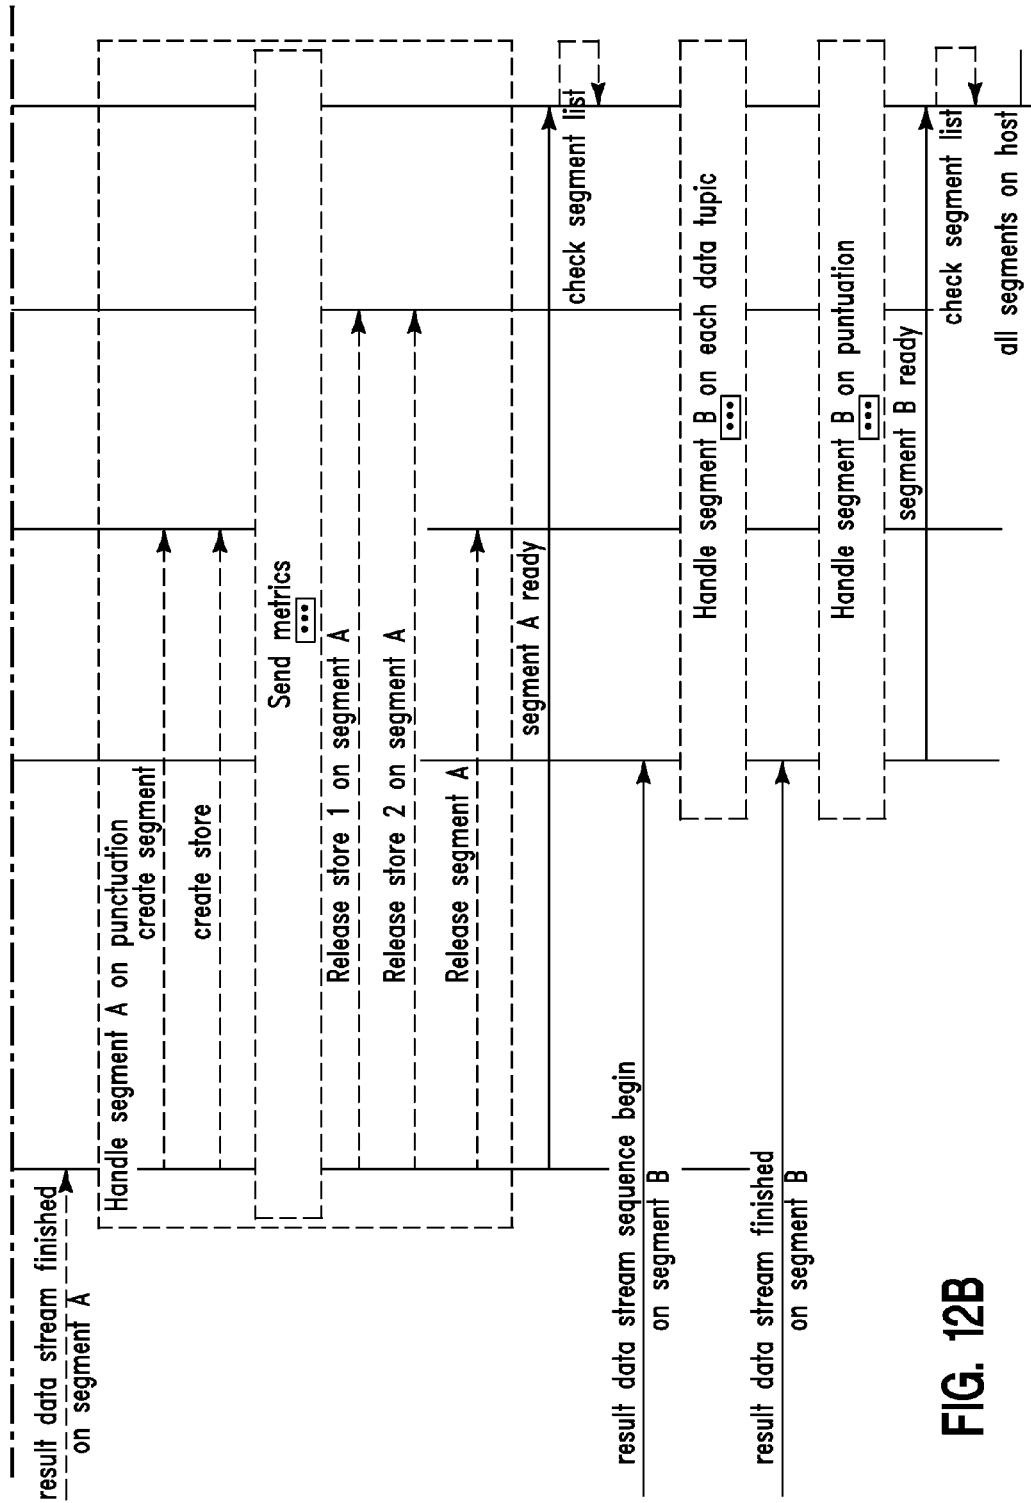 result data stream finished
on segment A
Handle segment A on punctuation
create segment
create store
Send metrics
Release store 1 on segment A
Release store 2 on segment A
Release segment A
segment A ready
check segment list
result data stream sequence begin
on segment B
Handle segment B on each data tupic
result data stream finished
on segment B
Handle segment B on puntuation
segment B ready
check segment list
all segments on host
FIG. 12B